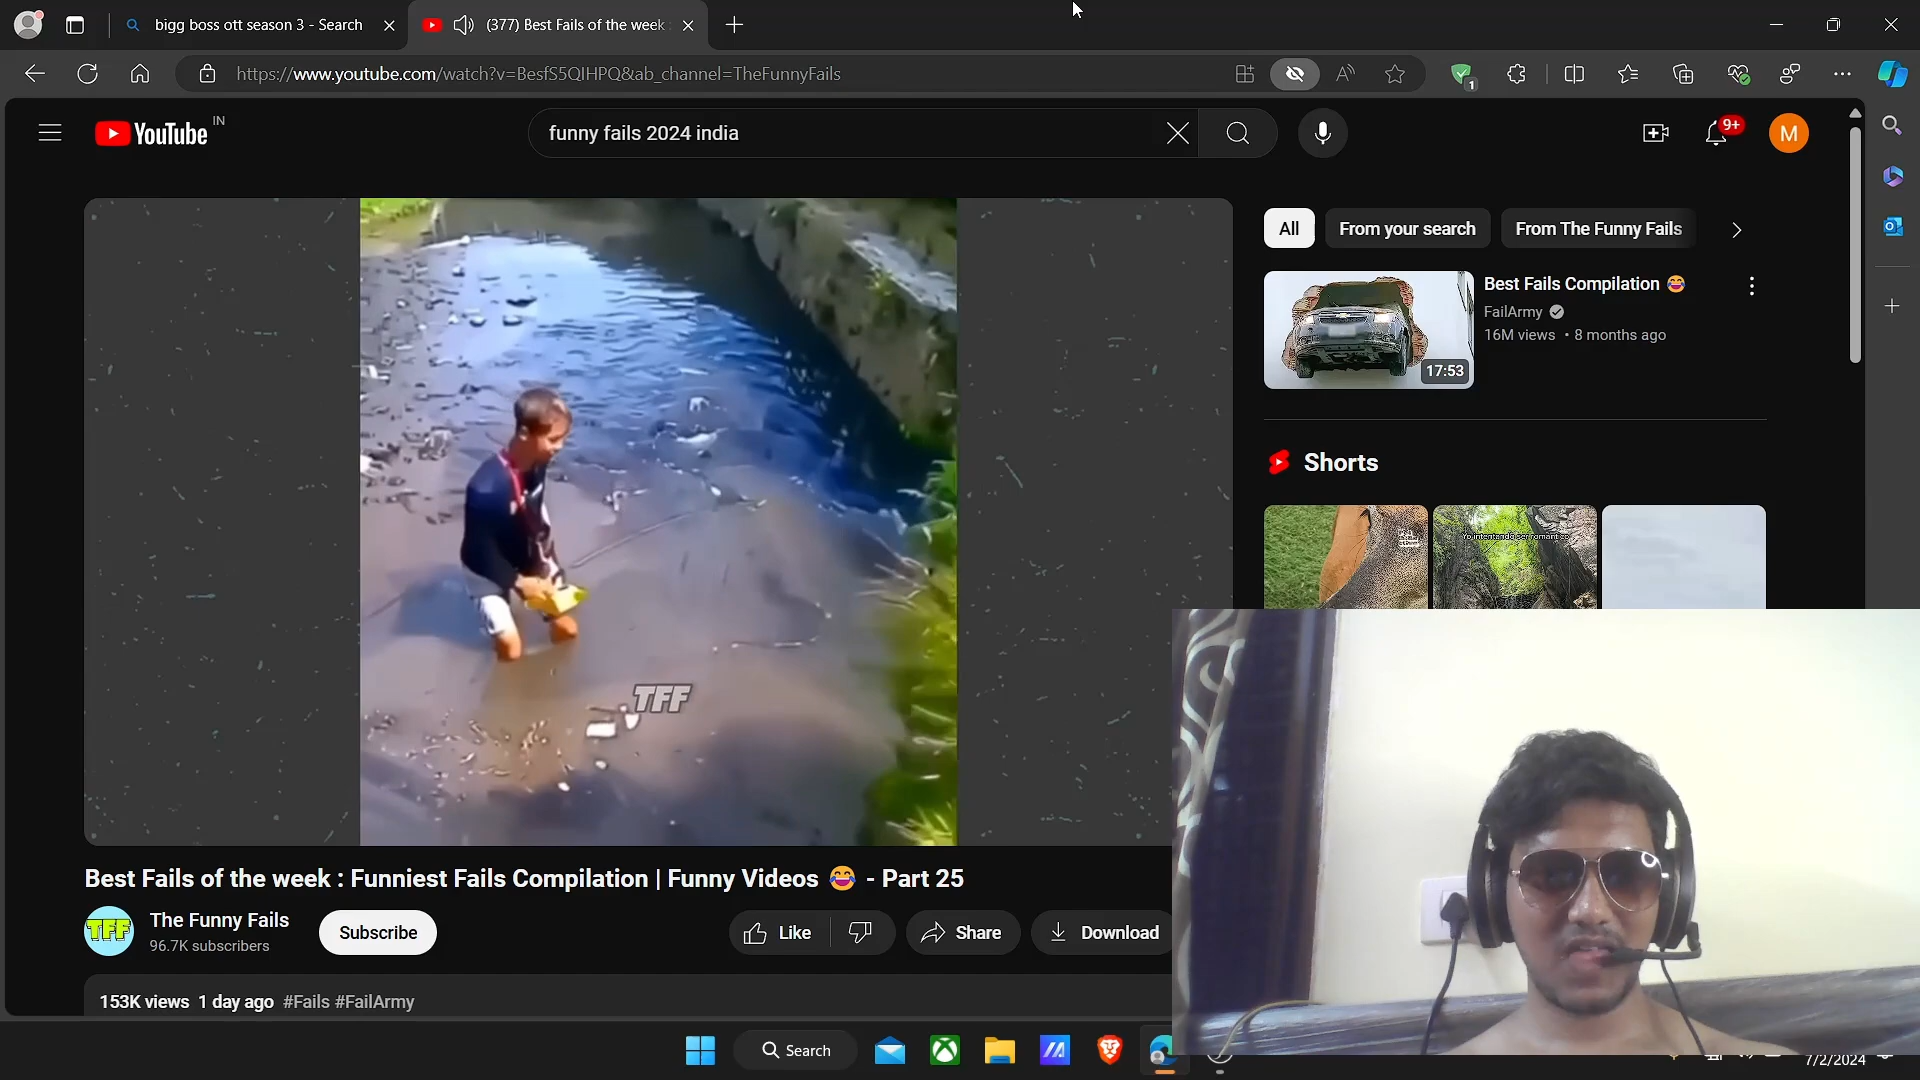 bigg boss ott season 3 - Search
(377) Best Fails of the week
https://www.youtube.com/watch?v=BesfS5QIHPQ&ab_channel=TheFunnyFails
1
YouTube IN
funny fails 2024 india
9+
M
All
From your search
From The Funny Fails
Best Fails Compilation 😂
FailArmy
16M views • 8 months ago
17:53
Shorts
TFF
Best Fails of the week : Funniest Fails Compilation | Funny Videos 😂 - Part 25
TFF
The Funny Fails
96.7K subscribers
Subscribe
Like
Share
Download
153K views 1 day ago #Fails #FailArmy
Search
7/2/2024